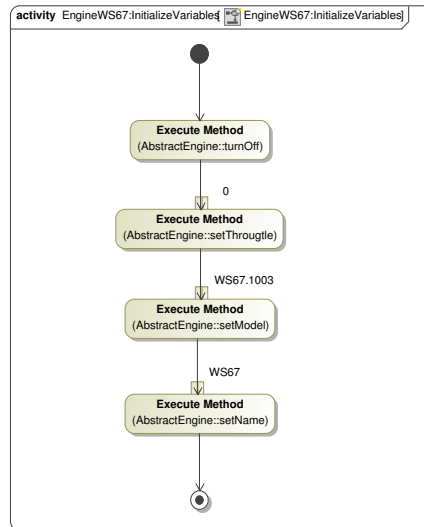 activity EngineWS67:InitializeVariables[ EngineWS67:InitializeVariables]
Execute Method
(AbstractEngine::turnOff)
0
Execute Method
(AbstractEngine::setThrougtle)
WS67.1003
Execute Method
(AbstractEngine::setModel)
WS67
Execute Method
(AbstractEngine::setName)